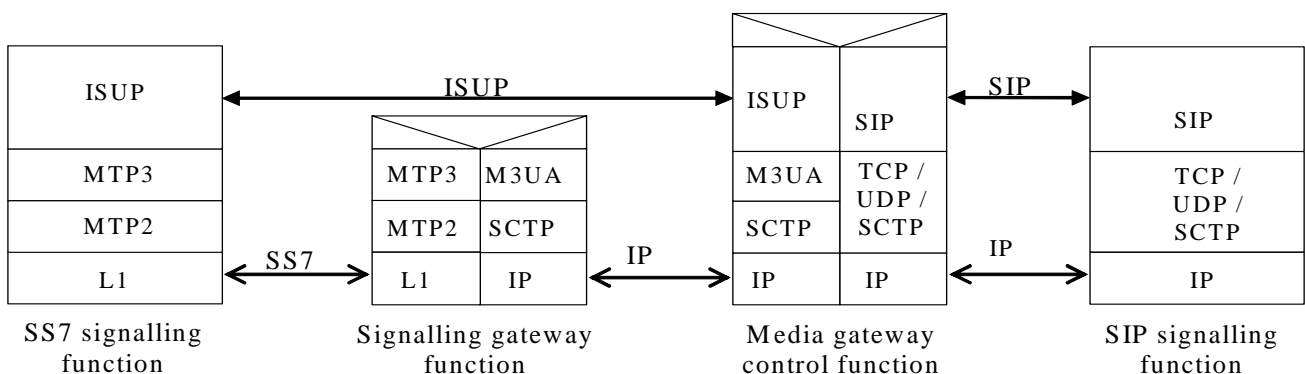 ISUP
MTP3
MTP2
L1
SS7 signalling
function
ISUP
SS7
MTP3 M3UA
MTP2 SCTP
L1 IP
Signalling gateway
function
IP
ISUP
M3UA
SCTP
IP
SIP
TCP /
UDP /
SCTP
IP
Media gateway
control function
SIP
IP
SIP
TCP /
UDP /
SCTP
IP
SIP signalling
function